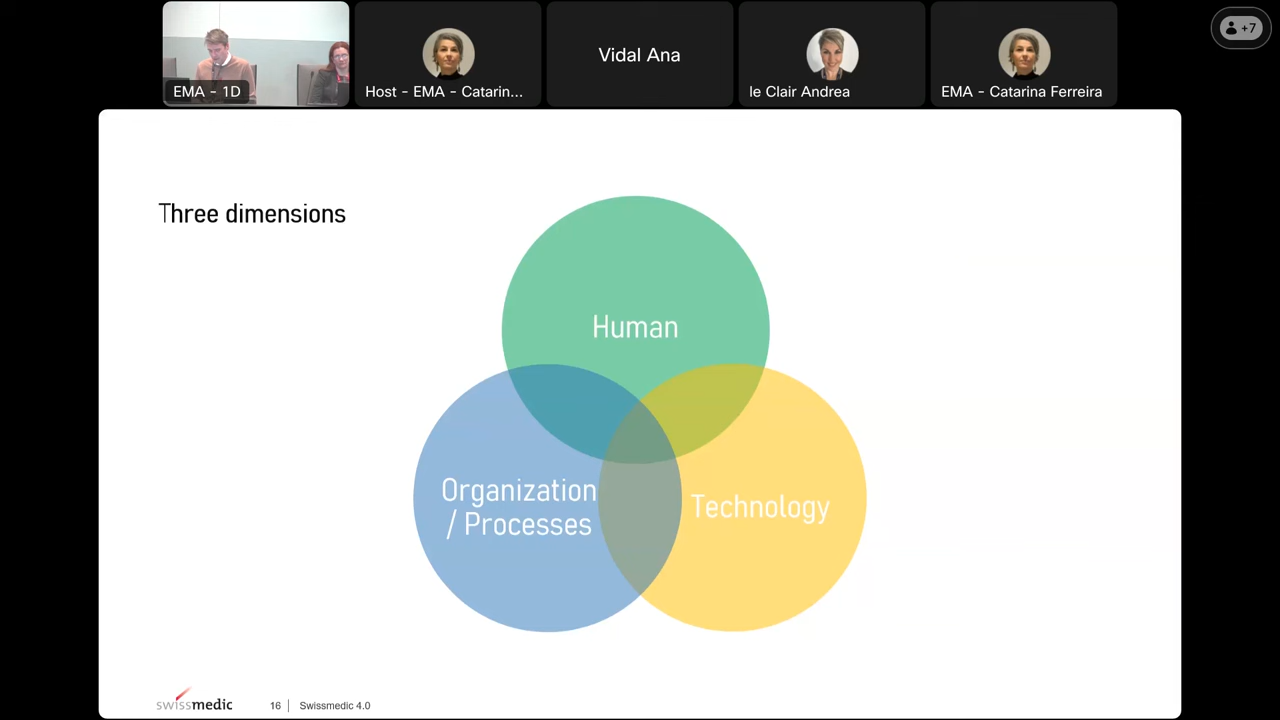 EMA - 1D
Host - EMA - Catarin...
Vidal Ana
le Clair Andrea
EMA - Catarina Ferreira
+7
Three dimensions
Human
Organization
/ Processes
Technology
swissmedic
16 | Swissmedic 4.0